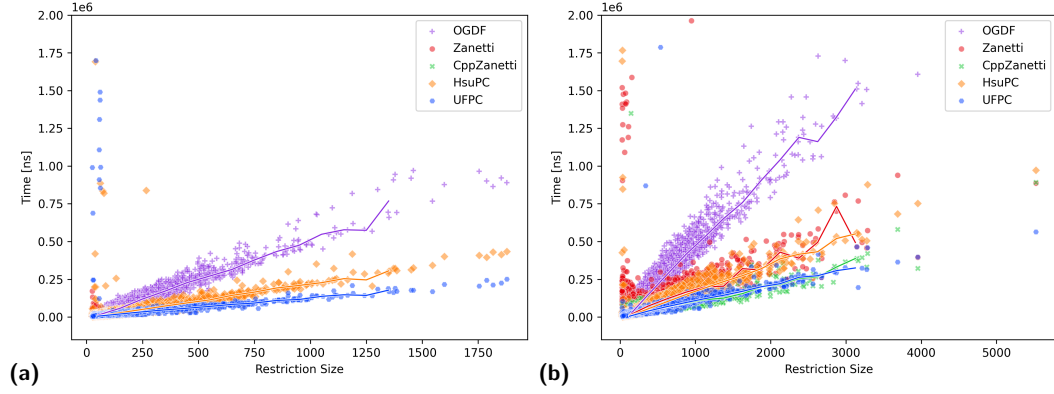 1e6
2.00
1.75
1.50
1.25
1.00
0.75
0.50
0.25
0.00
Time [ns]
0 250 500 750 1000 1250 1500 1750
Restriction Size
OGDF
Zanetti
CppZanetti
HsuPC
UFPC
(a)
1e6
2.00
1.75
1.50
1.25
1.00
0.75
0.50
0.25
0.00
Time [ns]
0 1000 2000 3000 4000 5000
Restriction Size
OGDF
Zanetti
CppZanetti
HsuPC
UFPC
(b)